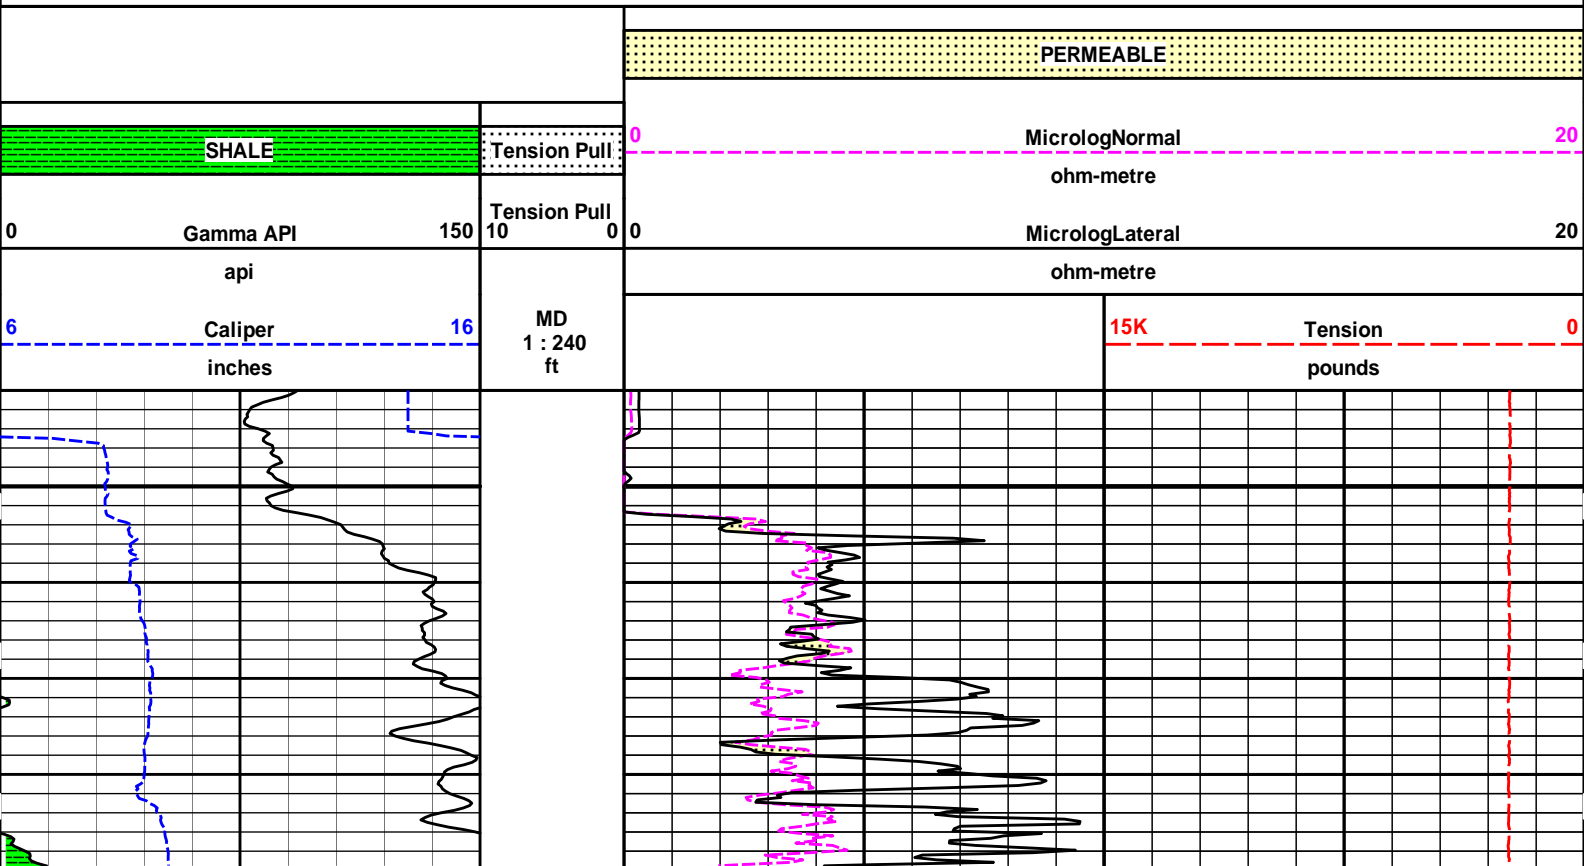 PERMEABLE
SHALE
Tension Pull
0 MicrologNormal 20
ohm-metre
Tension Pull
0 Gamma API 150
10 0
0 MicrologLateral 20
api
ohm-metre
6 Caliper 16
inches
MD
1 : 240
ft
15K Tension 0
pounds